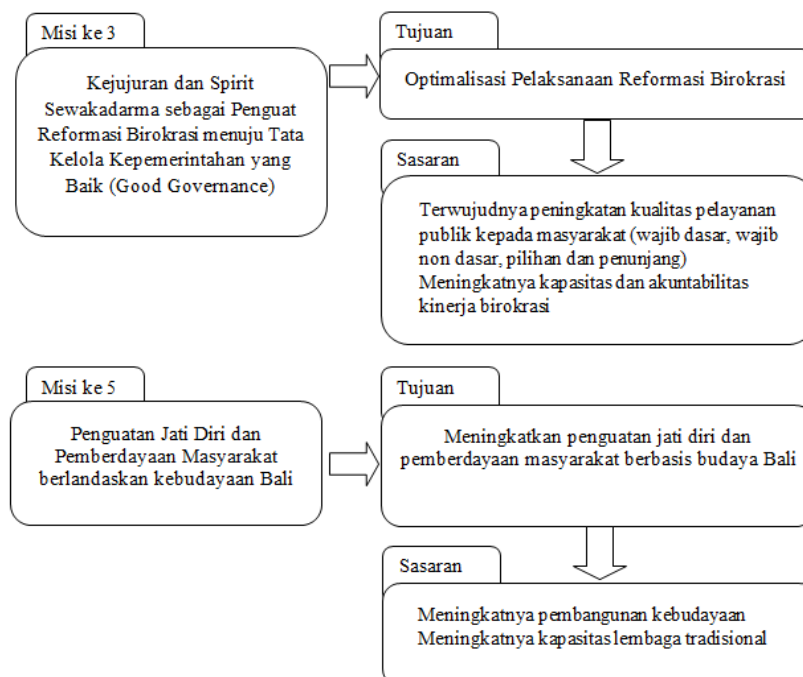 Misi ke 3
Kejujuran dan Spirit
Sewakadarma sebagai Penguat
Reformasi Birokrasi menuju Tata
Kelola Kepemerintahan yang
Baik (Good Governance)
Tujuan
Optimalisasi Pelaksanaan Reformasi Birokrasi
Sasaran
Terwujudnya peningkatan kualitas pelayanan
publik kepada masyarakat (wajib dasar, wajib
non dasar, pilihan dan penunjang)
Meningkatnya kapasitas dan akuntabilitas
kinerja birokrasi
Misi ke 5
Penguatan Jati Diri dan
Pemberdayaan Masyarakat
berlandaskan kebudayaan Bali
Tujuan
Meningkatkan penguatan jati diri dan
pemberdayaan masyarakat berbasis budaya Bali
Sasaran
Meningkatnya pembangunan kebudayaan
Meningkatnya kapasitas lembaga tradisional